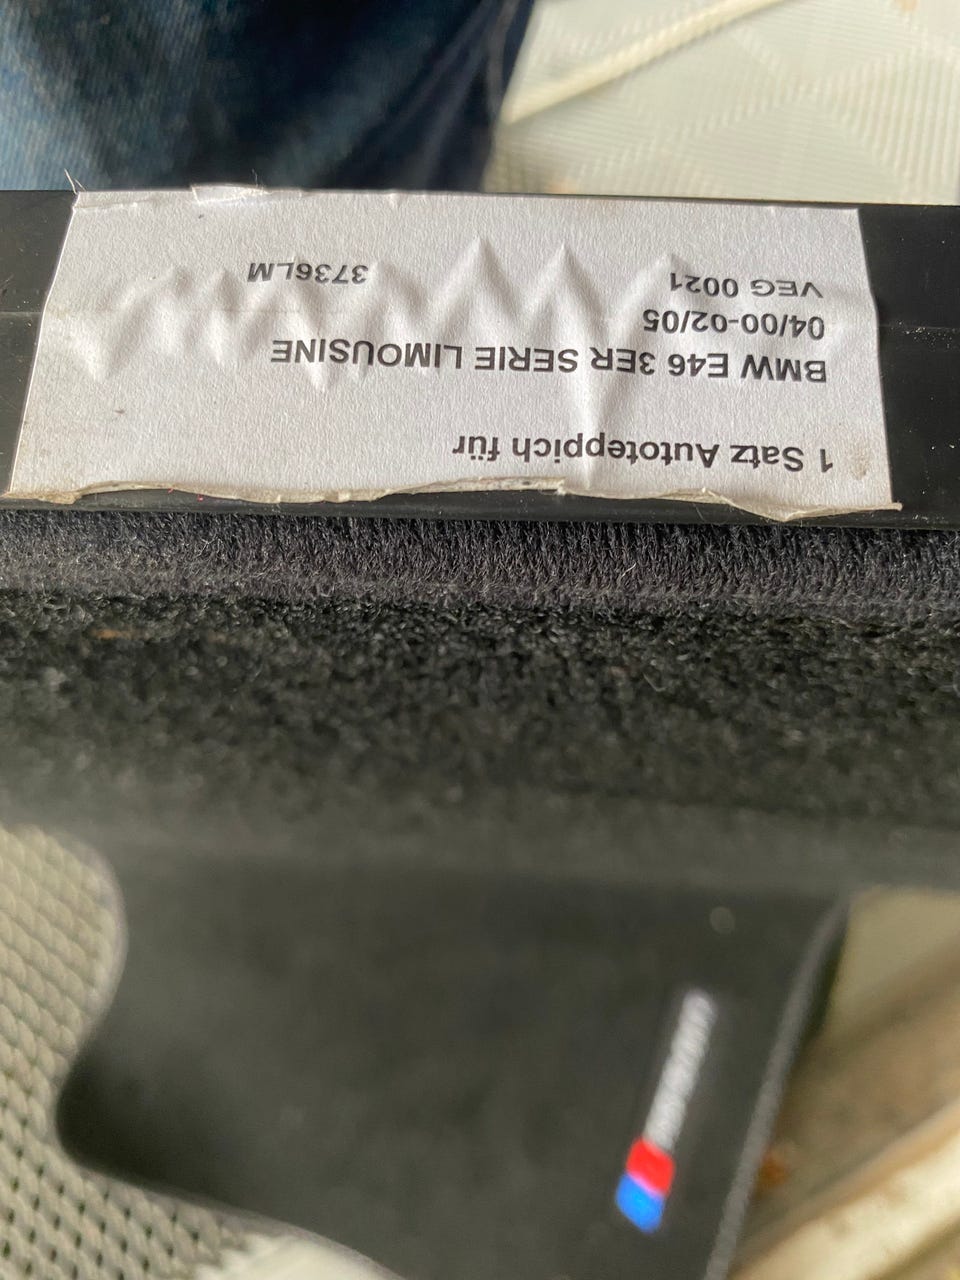 1 Satz Autoteppich für
BMW E46 3ER SERIE LIMOUSINE
04/00-02/05
VEG 0021 3736LM